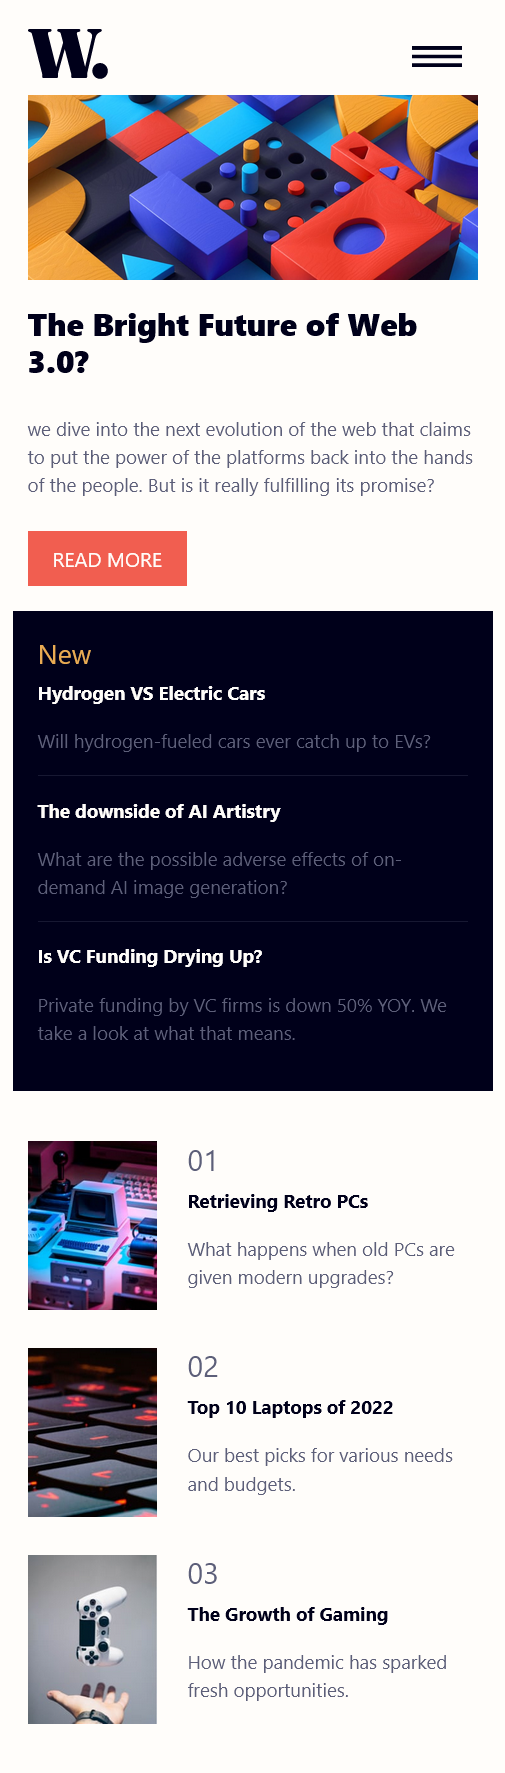 W.
The Bright Future of Web
3.0?
we dive into the next evolution of the web that claims
to put the power of the platforms back into the hands
of the people. But is it really fulfilling its promise?
READ MORE
New
Hydrogen VS Electric Cars
Will hydrogen-fueled cars ever catch up to EVs?
The downside of AI Artistry
What are the possible adverse effects of on-
demand AI image generation?
Is VC Funding Drying Up?
Private funding by VC firms is down 50% YOY. We
take a look at what that means.
01
Retrieving Retro PCs
What happens when old PCs are
given modern upgrades?
02
Top 10 Laptops of 2022
Our best picks for various needs
and budgets.
03
The Growth of Gaming
How the pandemic has sparked
fresh opportunities.